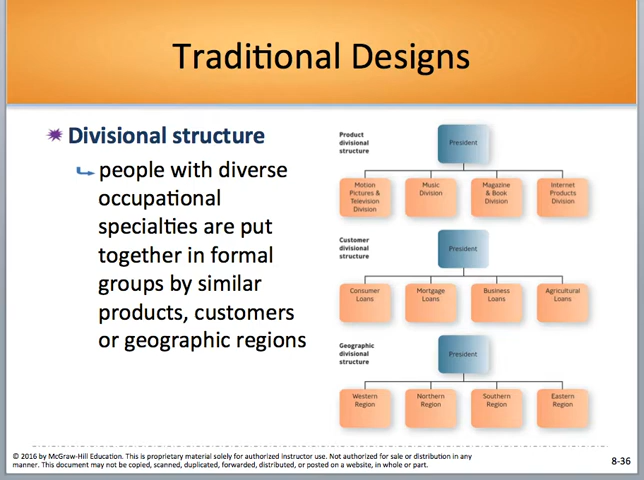 Traditional Designs
Divisional structure
people with diverse
occupational
specialties are put
together in formal
groups by similar
products, customers
or geographic regions
Product
divisional
structure
President
Motion
Pictures &
Television
Division
Music
Division
Magazine
& Book
Division
Internet
Products
Division
Customer
divisional
structure
President
Consumer
Loans
Mortgage
Loans
Business
Loans
Agricultural
Loans
Geographic
divisional
structure
President
Western
Region
Northern
Region
Southern
Region
Eastern
Region
© 2016 by McGraw-Hill Education. This is proprietary material solely for authorized instructor use. Not authorized for sale or distribution in any
manner. This document may not be copied, scanned, duplicated, forwarded, distributed, or posted on a website, in whole or part.
8-36